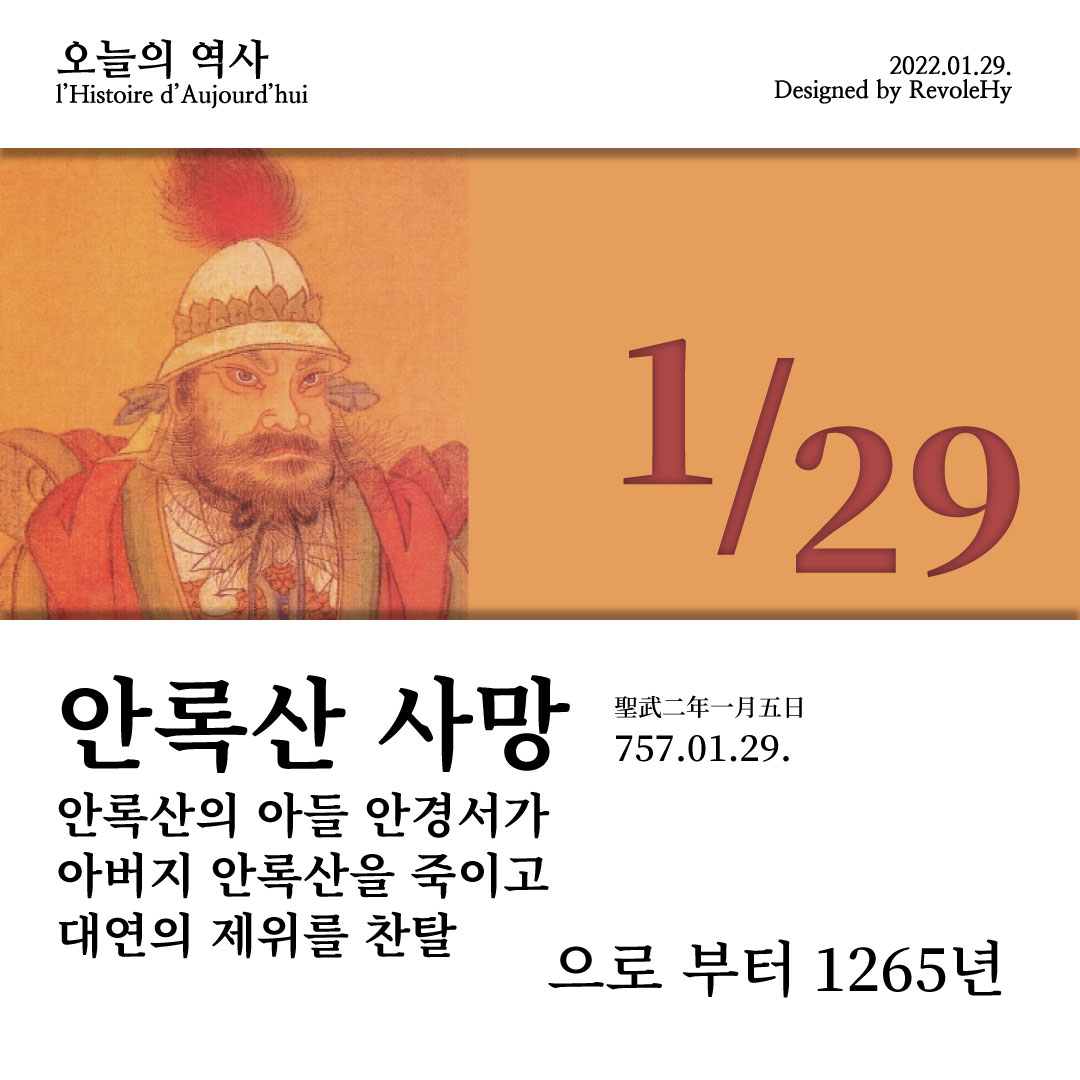 오늘의 역사
l’Histoire d’Aujourd’hui
2022.01.29.
Designed by RevoleHy
1/29
안록산 사망
聖武二年一月五日
757.01.29.
안록산의 아들 안경서가
아버지 안록산을 죽이고
대연의 제위를 찬탈
으로 부터 1265년